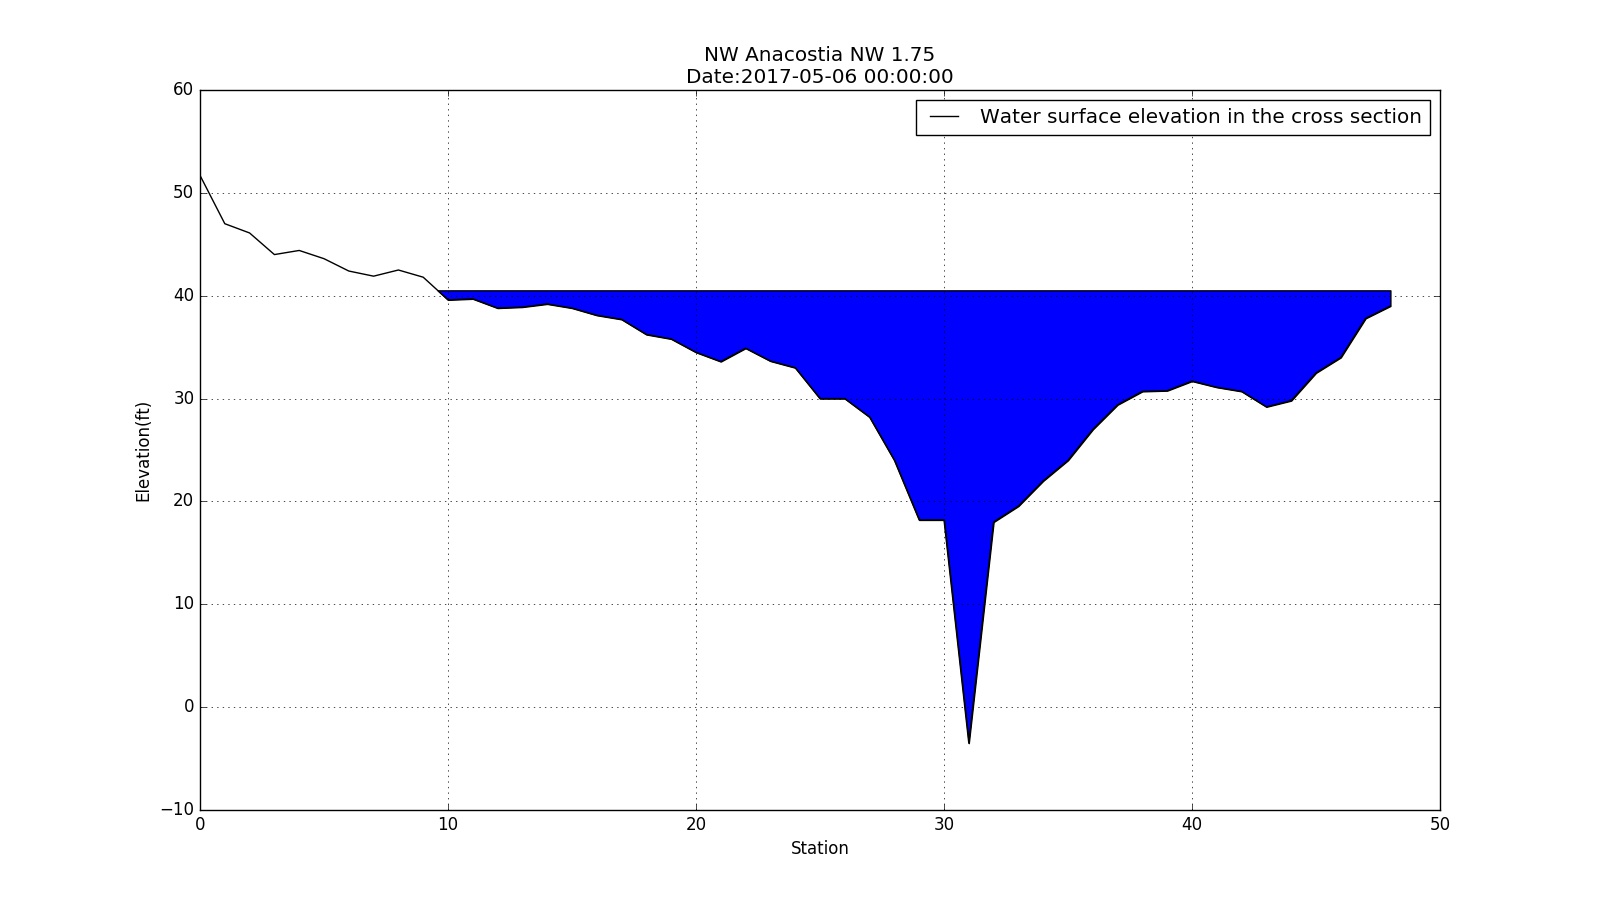 NW Anacostia NW 1.75
Date:2017-05-06 00:00:00
Water surface elevation in the cross section
60
50
40
30
20
10
0
−10
Elevation(ft)
0 10 20 30 40 50
Station